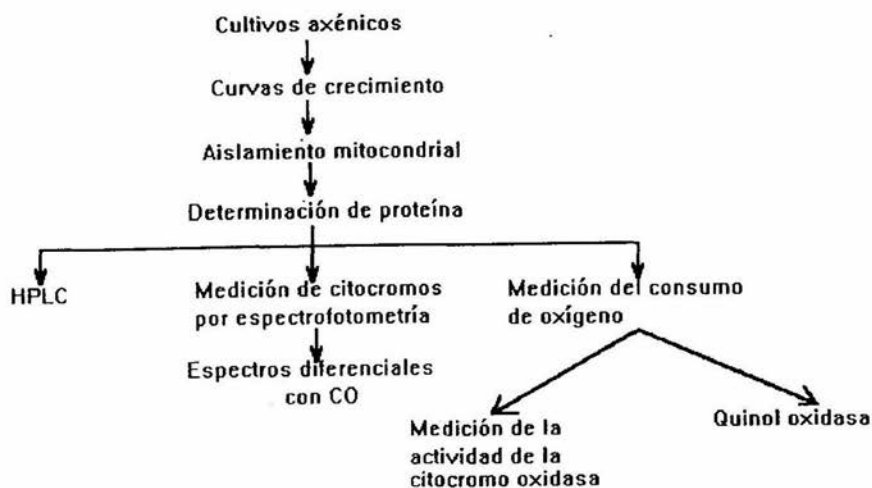 Cultivos axénicos
Curvas de crecimiento
Aislamiento mitocondrial
Determinación de proteína
HPLC
Medición de citocromos
por espectrofotometría
Medición del consumo
de oxígeno
Espectros diferenciales
con CO
Medición de la
actividad de la
citocromo oxidasa
Quinol oxidasa